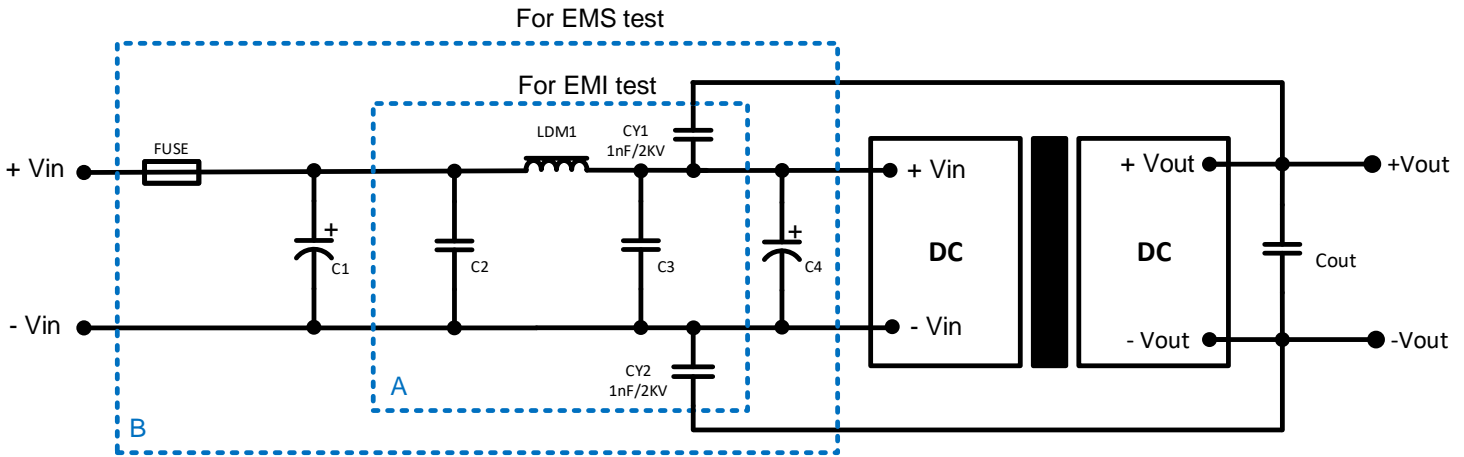 For EMS test
For EMI test
FUSE
LDM1
CY1
1nF/2KV
+ Vin
+ Vin
+ Vout
+Vout
C1
+
C2
C3
C4
+
DC
DC
Cout
- Vin
- Vin
- Vout
-Vout
CY2
1nF/2KV
A
B